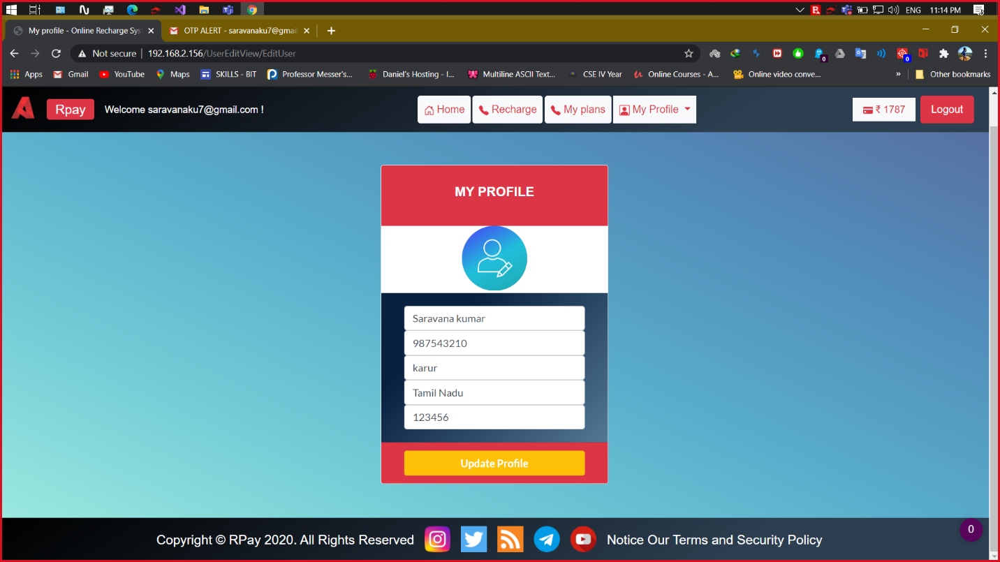 ENG 11:14 PM
My profile - Online Recharge Sys
OTP ALERT - saravanaku7@gmail
Not secure | 192.168.2.156/UserEditView/EditUser
0 0
Apps Gmail YouTube Maps SKILLS - BIT Professor Messer's... Daniel's Hosting - I... Multiline ASCII Text... CSE IV Year Online Courses - A... Online video conve... » Other bookmarks
Rpay Welcome saravanaku7@gmail.com ! Home Recharge My plans My Profile ₹ 1787 Logout
MY PROFILE
Saravana kumar
987543210
karur
Tamil Nadu
123456
Update Profile
Copyright © RPay 2020. All Rights Reserved Notice Our Terms and Security Policy
0